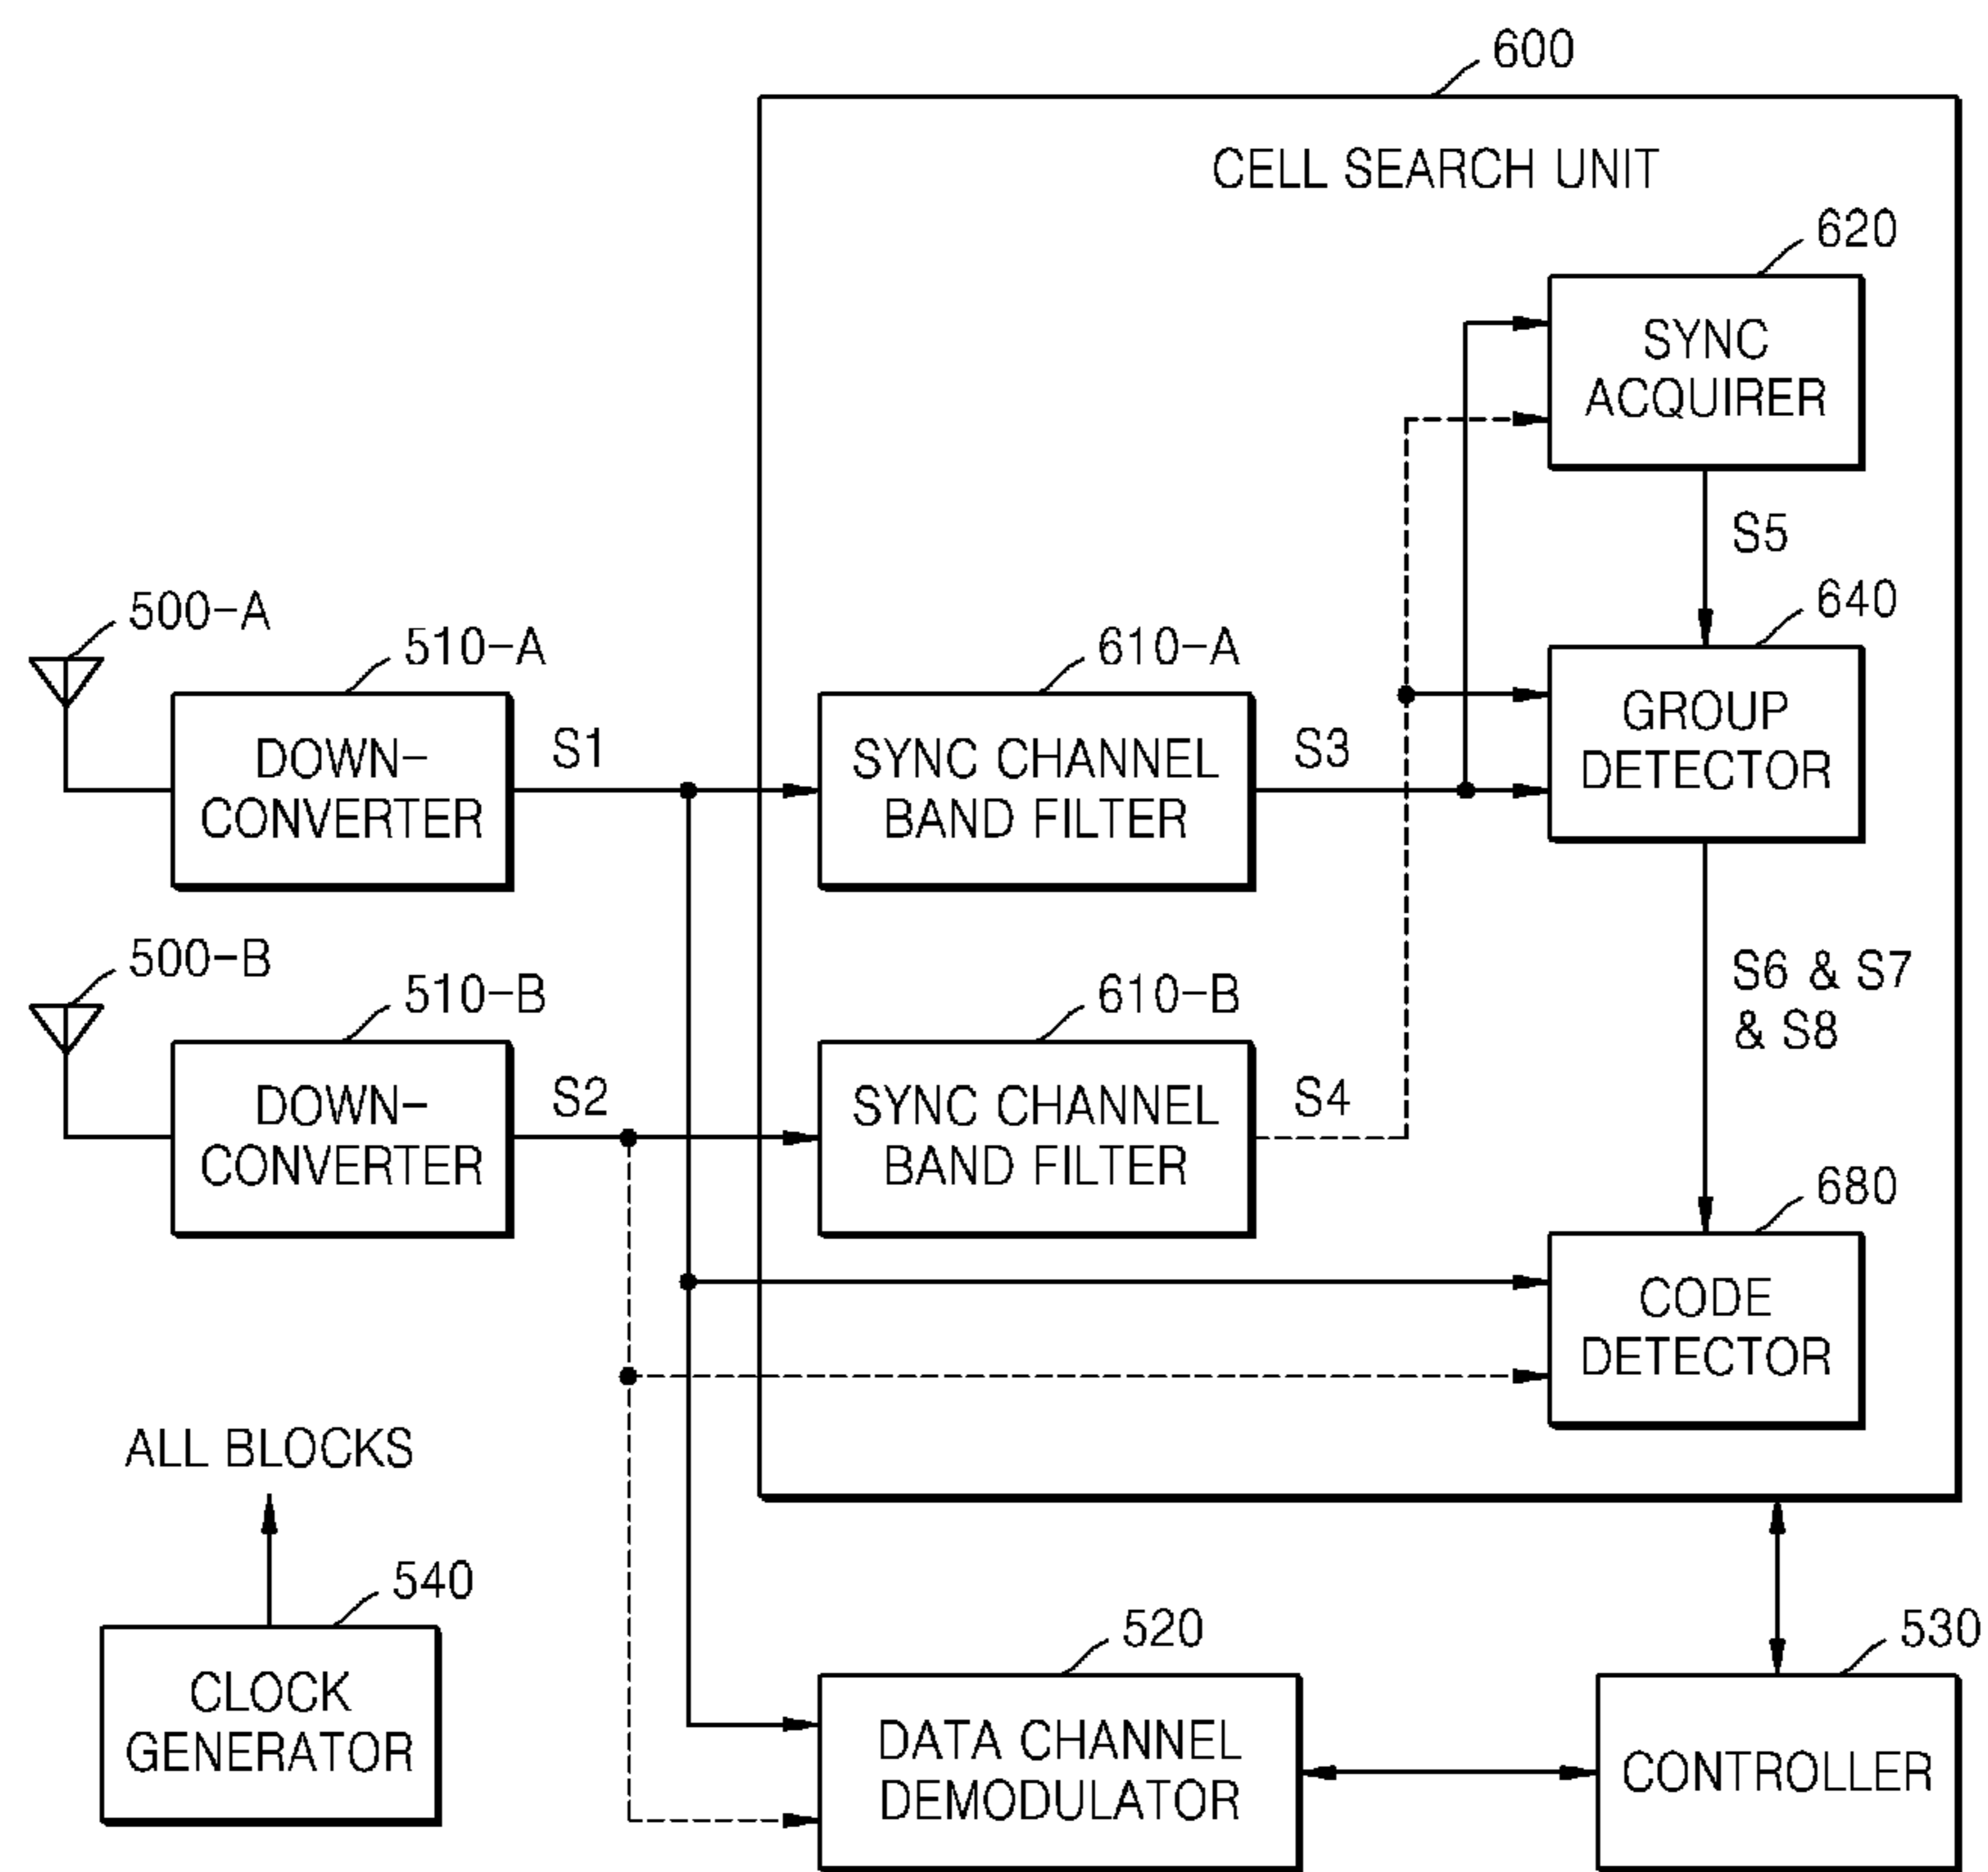 600
CELL SEARCH UNIT
620
SYNC
ACQUIRER
S5
500-A
510-A
610-A
640
DOWN-
CONVERTER
S1
SYNC CHANNEL
BAND FILTER
S3
GROUP
DETECTOR
500-B
510-B
610-B
S6 & S7
& S8
DOWN-
CONVERTER
S2
SYNC CHANNEL
BAND FILTER
S4
680
CODE
DETECTOR
ALL BLOCKS
540
CLOCK
GENERATOR
520
DATA CHANNEL
DEMODULATOR
530
CONTROLLER